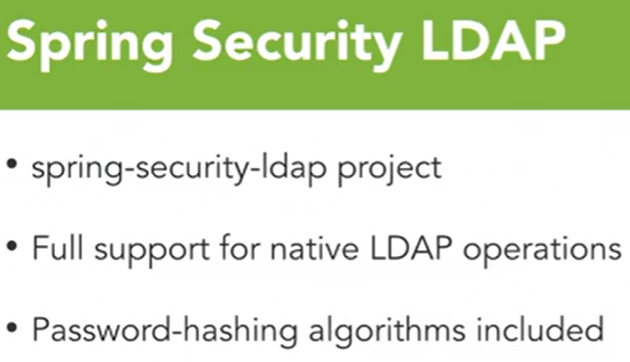 Spring Security LDAP
• spring-security-ldap project
• Full support for native LDAP operations
• Password-hashing algorithms included